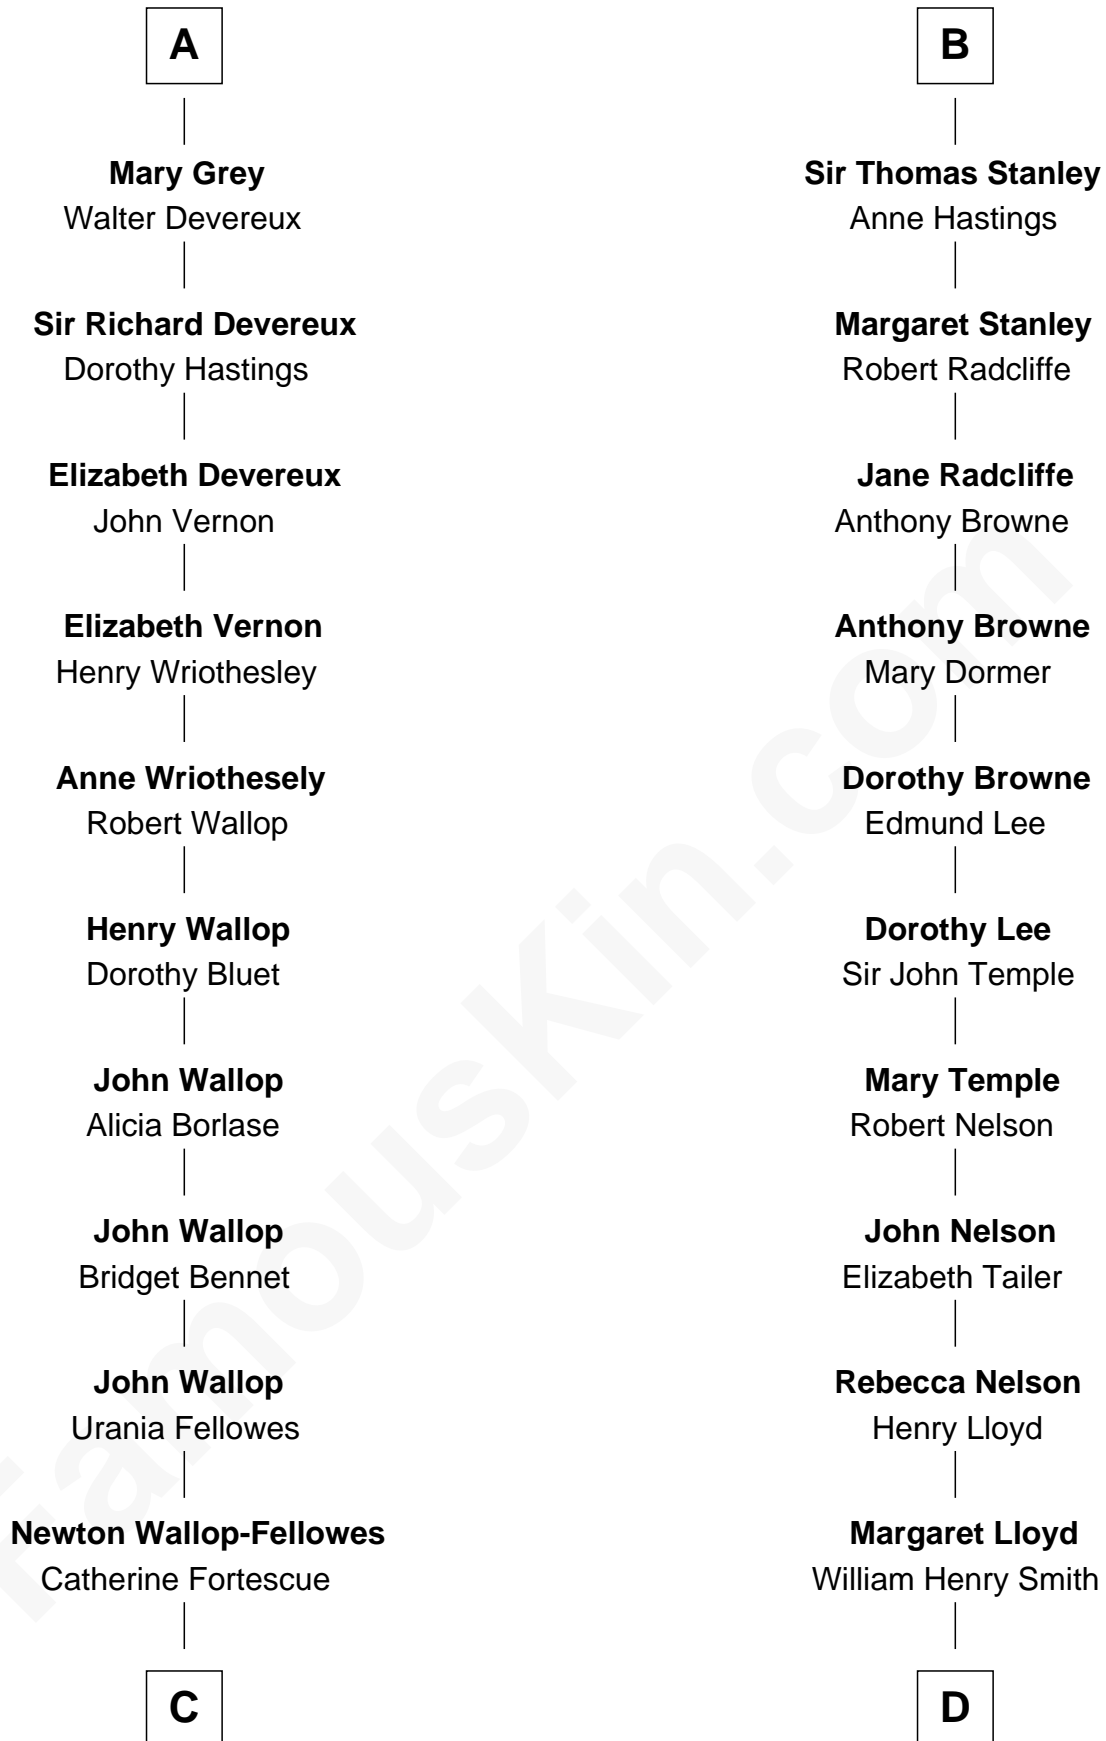 A
Mary Grey
Walter Devereux
Sir Richard Devereux
Dorothy Hastings
Elizabeth Devereux
John Vernon
Elizabeth Vernon
Henry Wriothesley
Anne Wriothesely
Robert Wallop
Henry Wallop
Dorothy Bluet
John Wallop
Alicia Borlase
John Wallop
Bridget Bennet
John Wallop
Urania Fellowes
Newton Wallop-Fellowes
Catherine Fortescue
C
B
Sir Thomas Stanley
Anne Hastings
Margaret Stanley
Robert Radcliffe
Jane Radcliffe
Anthony Browne
Anthony Browne
Mary Dormer
Dorothy Browne
Edmund Lee
Dorothy Lee
Sir John Temple
Mary Temple
Robert Nelson
John Nelson
Elizabeth Tailer
Rebecca Nelson
Henry Lloyd
Margaret Lloyd
William Henry Smith
D
FamousKin.com